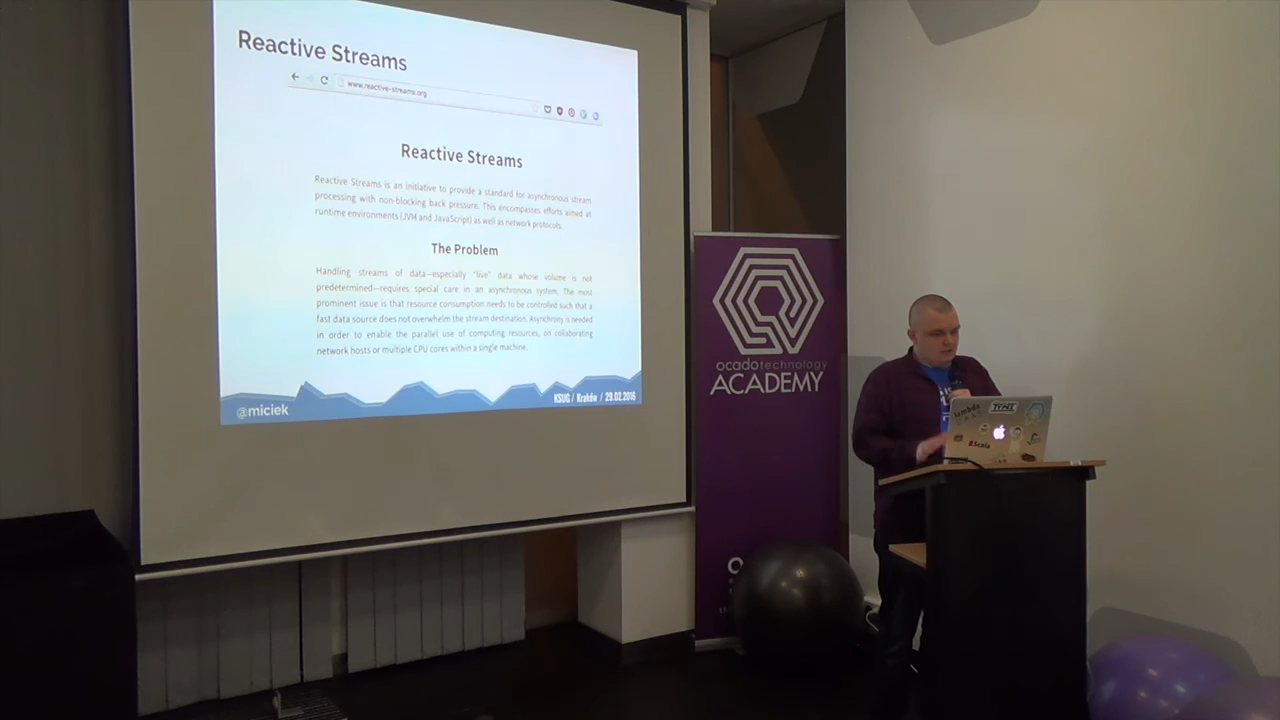 Reactive Streams
www.reactive-streams.org
Reactive Streams
Reactive Streams is an initiative to provide a standard for asynchronous stream
processing with non-blocking back pressure. This encompasses efforts aimed at
runtime environments (JVM and JavaScript) as well as network protocols.
The Problem
Handling streams of data—especially "live" data whose volume is not
predetermined—requires special care in an asynchronous system. The most
prominent issue is that resource consumption needs to be controlled such that a
fast data source does not overwhelm the stream destination. Asynchrony is needed
in order to enable the parallel use of computing resources, on collaborating
network hosts or multiple CPU cores within a single machine.
@miciek
KSUG / Kraków / 29.02.2016
ocadotechnology
ACADEMY
lambda
Scala